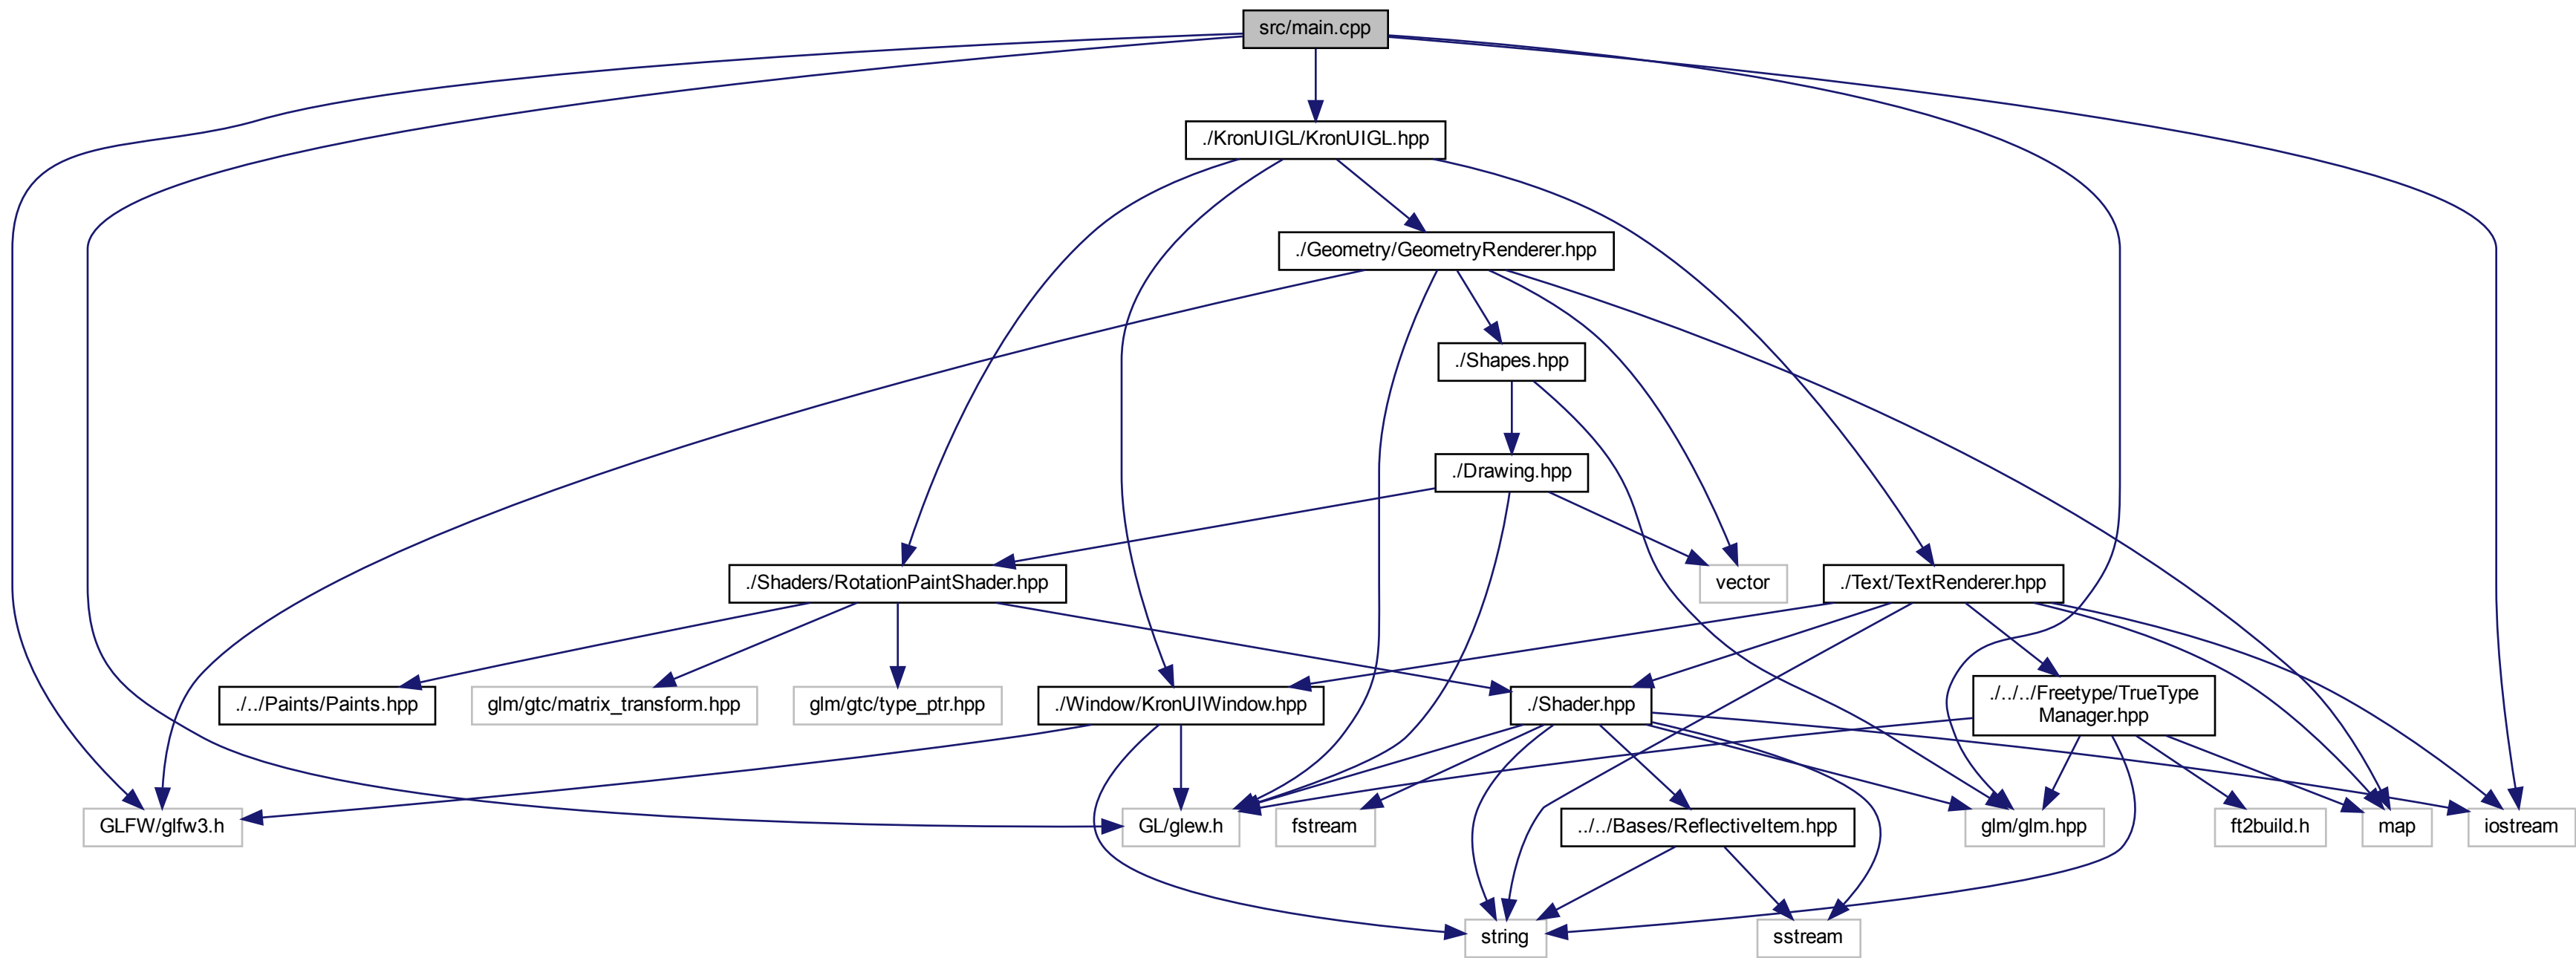 src/main.cpp
./KronUIGL/KronUIGL.hpp
./Geometry/GeometryRenderer.hpp
./Shapes.hpp
./Drawing.hpp
./Shaders/RotationPaintShader.hpp
vector
./Text/TextRenderer.hpp
./../Paints/Paints.hpp
glm/gtc/matrix_transform.hpp
glm/gtc/type_ptr.hpp
./Window/KronUIWindow.hpp
./Shader.hpp
./../../Freetype/TrueType
Manager.hpp
GLFW/glfw3.h
GL/glew.h
fstream
../../Bases/ReflectiveItem.hpp
glm/glm.hpp
ft2build.h
map
iostream
string
sstream